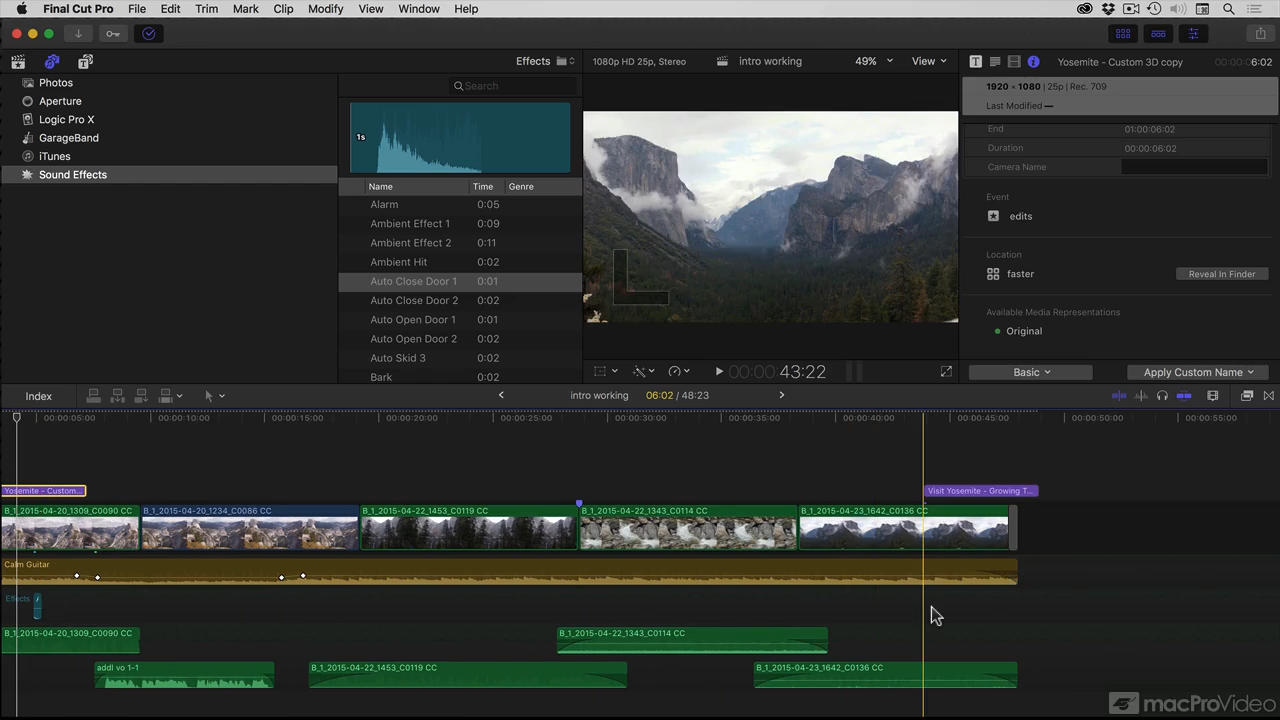 Final Cut Pro File Edit Trim Mark Clip Modify View Window Help
Effects
1080p HD 25p, Stereo intro working 49% View
Yosemite - Custom 3D copy 00:00:06:02
Photos
Aperture
Logic Pro X
GarageBand
iTunes
Sound Effects
Search
1s
Name Time Genre
Alarm 0:05
Ambient Effect 1 0:09
Ambient Effect 2 0:11
Ambient Hit 0:02
Auto Close Door 1 0:01
Auto Close Door 2 0:02
Auto Open Door 1 0:01
Auto Open Door 2 0:02
Auto Skid 3 0:02
Bark 0:02
L
00:00:43:22
1920 × 1080 | 25p | Rec. 709
Last Modified —
End 01:00:06:02
Duration 00:00:06:02
Camera Name
Event
edits
Location
faster Reveal In Finder
Available Media Representations
Original
Basic Apply Custom Name
Index intro working 06:02 / 48:23
00:00:05:00 00:00:10:00 00:00:15:00 00:00:20:00 00:00:25:00 00:00:30:00 00:00:35:00 00:00:40:00 00:00:45:00 00:00:50:00 00:00:55:00
Yosemite - Custom... Visit Yosemite - Growing T...
B_1_2015-04-20_1309_C0090 CC B_1_2015-04-20_1234_C0086 CC B_1_2015-04-22_1453_C0119 CC B_1_2015-04-22_1343_C0114 CC B_1_2015-04-23_1642_C0136 CC
Calm Guitar
Effects
B_1_2015-04-20_1309_C0090 CC B_1_2015-04-22_1343_C0114 CC
addl vo 1-1 B_1_2015-04-22_1453_C0119 CC B_1_2015-04-23_1642_C0136 CC
macProVideo